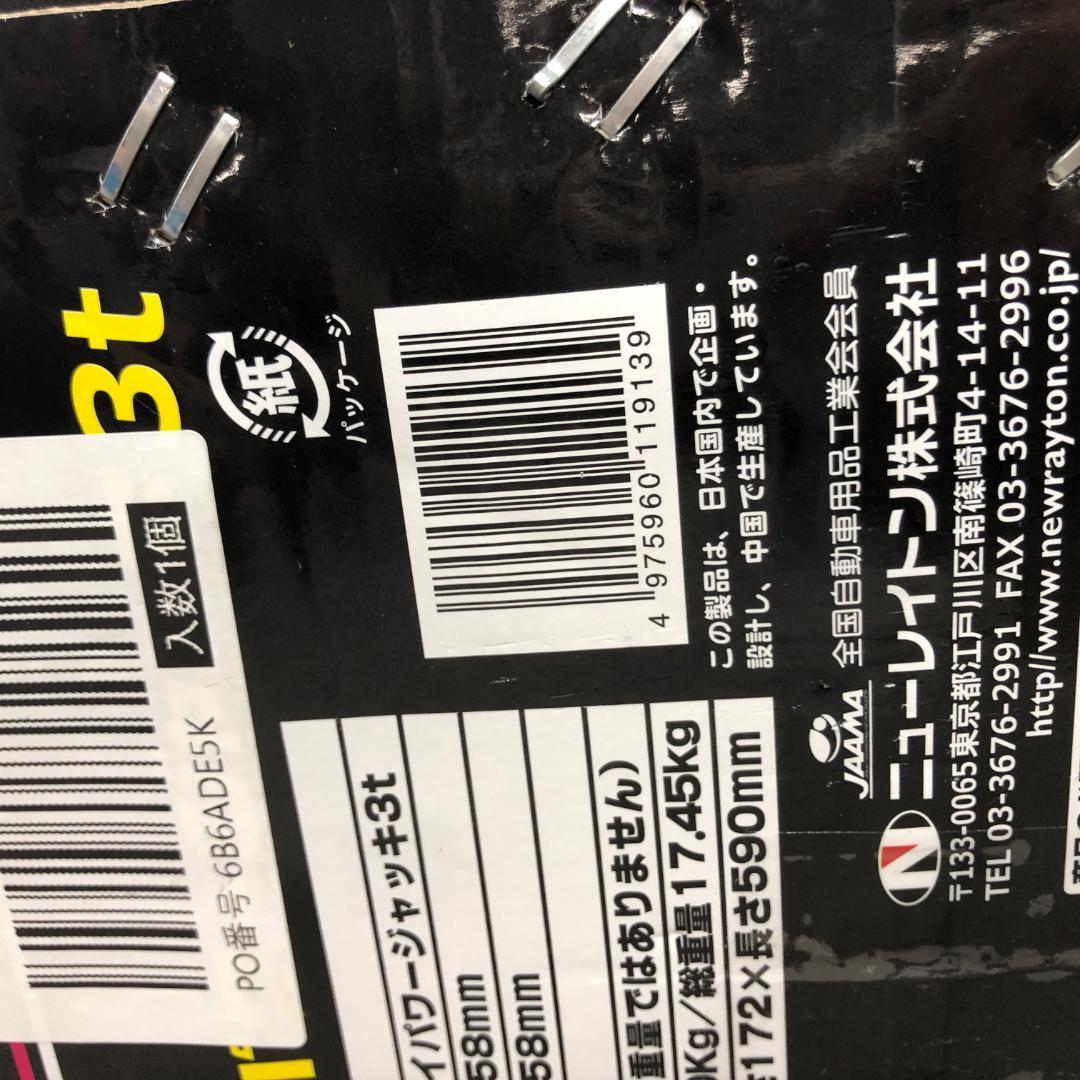 3t
入数1個
PO番号 6B6ADE5K
紙
パッケージ
4 975960 119139
この製品は、日本国内で企画・
設計し、中国で生産しています。
イパワージャッキ3t
58mm
58mm
重量ではありません）
0Kg／総重量17.45kg
172×長さ590mm
JAAMA 全国自動車用品工業会会員
N ニューレイトン株式会社
〒133-0065東京都江戸川区南篠崎町4-14-11
TEL 03-3676-2991 FAX 03-3676-2996
http//www.newrayton.co.jp/